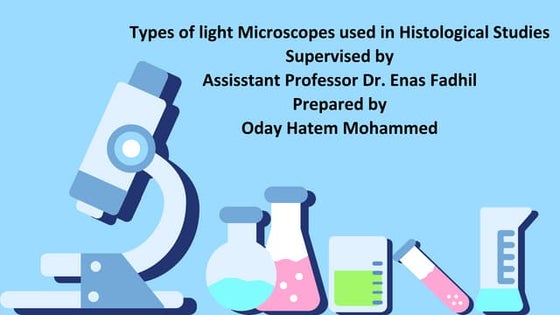 Types of light Microscopes used in Histological Studies
Supervised by
Assisstant Professor Dr. Enas Fadhil
Prepared by
Oday Hatem Mohammed